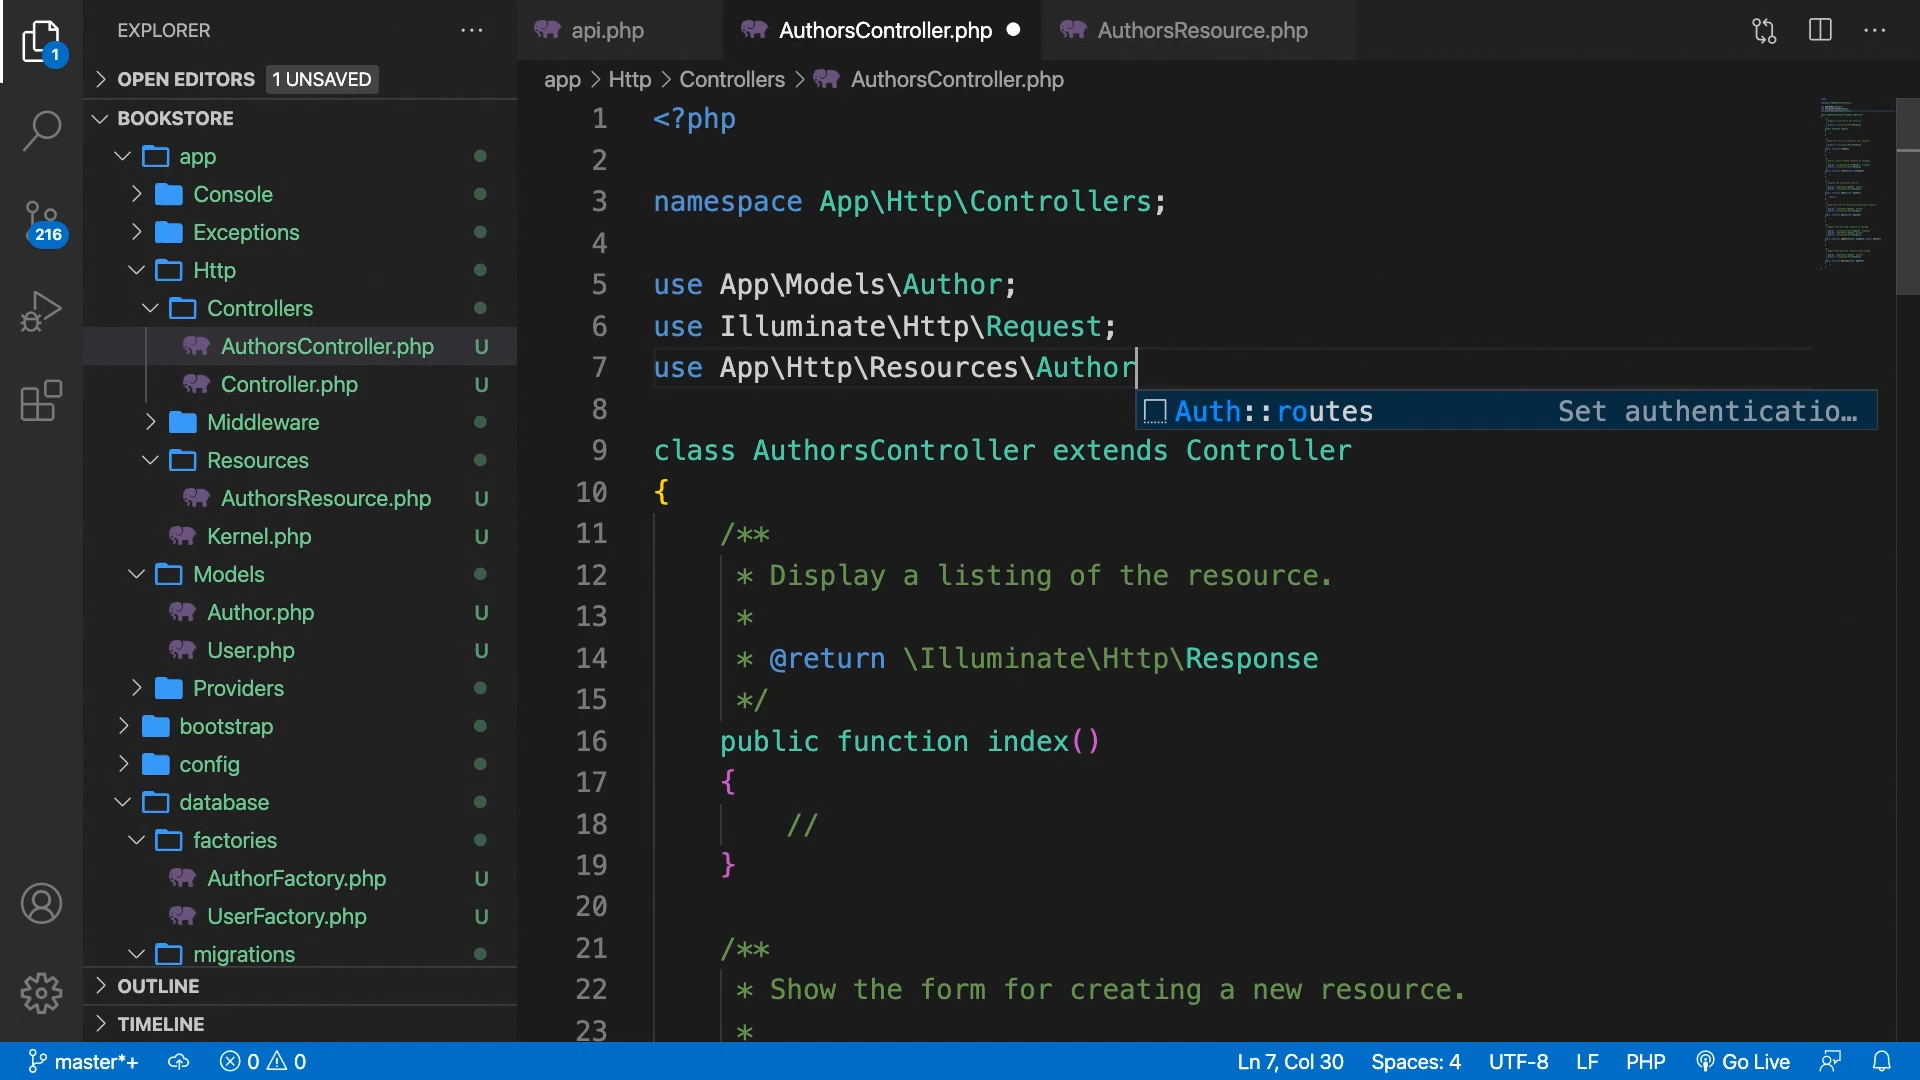 EXPLORER
OPEN EDITORS 1 UNSAVED
BOOKSTORE
app
Console
Exceptions
Http
Controllers
AuthorsController.php U
Controller.php U
Middleware
Resources
AuthorsResource.php U
Kernel.php U
Models
Author.php U
User.php U
Providers
bootstrap
config
database
factories
AuthorFactory.php U
UserFactory.php U
migrations
OUTLINE
TIMELINE
1
216
api.php
AuthorsController.php
AuthorsResource.php
app > Http > Controllers > AuthorsController.php
1 <?php
2
3 namespace App\Http\Controllers;
4
5 use App\Models\Author;
6 use Illuminate\Http\Request;
7 use App\Http\Resources\Author
Auth::routes Set authenticatio…
8
9 class AuthorsController extends Controller
10 {
11 /**
12 * Display a listing of the resource.
13 *
14 * @return \Illuminate\Http\Response
15 */
16 public function index()
17 {
18 //
19 }
20
21 /**
22 * Show the form for creating a new resource.
23 *
master*+ 0 0 Ln 7, Col 30 Spaces: 4 UTF-8 LF PHP Go Live